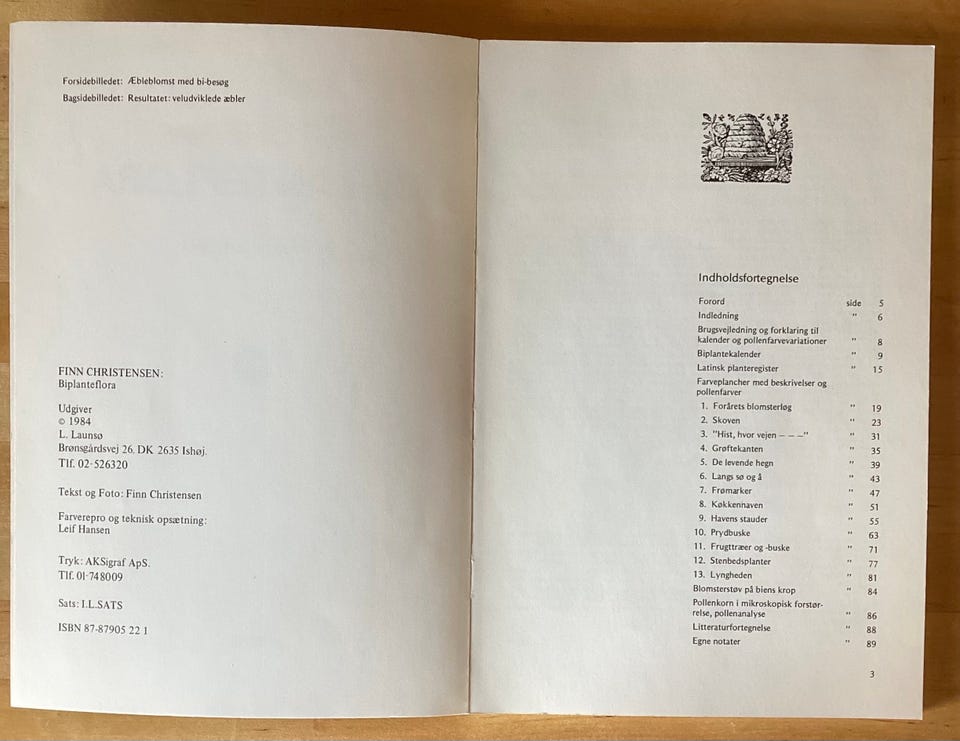 Forsidebilledet: Æbleblomst med bi-besøg
Bagsidebilledet: Resultatet: veludviklede æbler
FINN CHRISTENSEN:
Biplanteflora
Udgiver
© 1984
L. Launsø
Brønsgårdsvej 26. DK 2635 Ishøj.
Tlf. 02-526320
Tekst og Foto: Finn Christensen
Farverepro og teknisk opsætning:
Leif Hansen
Tryk: AKSigraf ApS.
Tlf. 01-748009
Sats: I.L.SATS
ISBN 87-87905 22 1
Indholdsfortegnelse
Forord side 5
Indledning " 6
Brugsvejledning og forklaring til
kalender og pollenfarvevariationer " 8
Biplantekalender " 9
Latinsk planteregister " 15
Farveplancher med beskrivelser og
pollenfarver
1. Forårets blomsterløg " 19
2. Skoven " 23
3. "Hist, hvor vejen — — —" " 31
4. Grøftekanten " 35
5. De levende hegn " 39
6. Langs sø og å " 43
7. Frømarker " 47
8. Køkkenhaven " 51
9. Havens stauder " 55
10. Prydbuske " 63
11. Frugttræer og -buske " 71
12. Stenbedsplanter " 77
13. Lyngheden " 81
Blomsterstøv på biens krop " 84
Pollenkorn i mikroskopisk forstør-
relse, pollenanalyse " 86
Litteraturfortegnelse " 88
Egne notater " 89
3